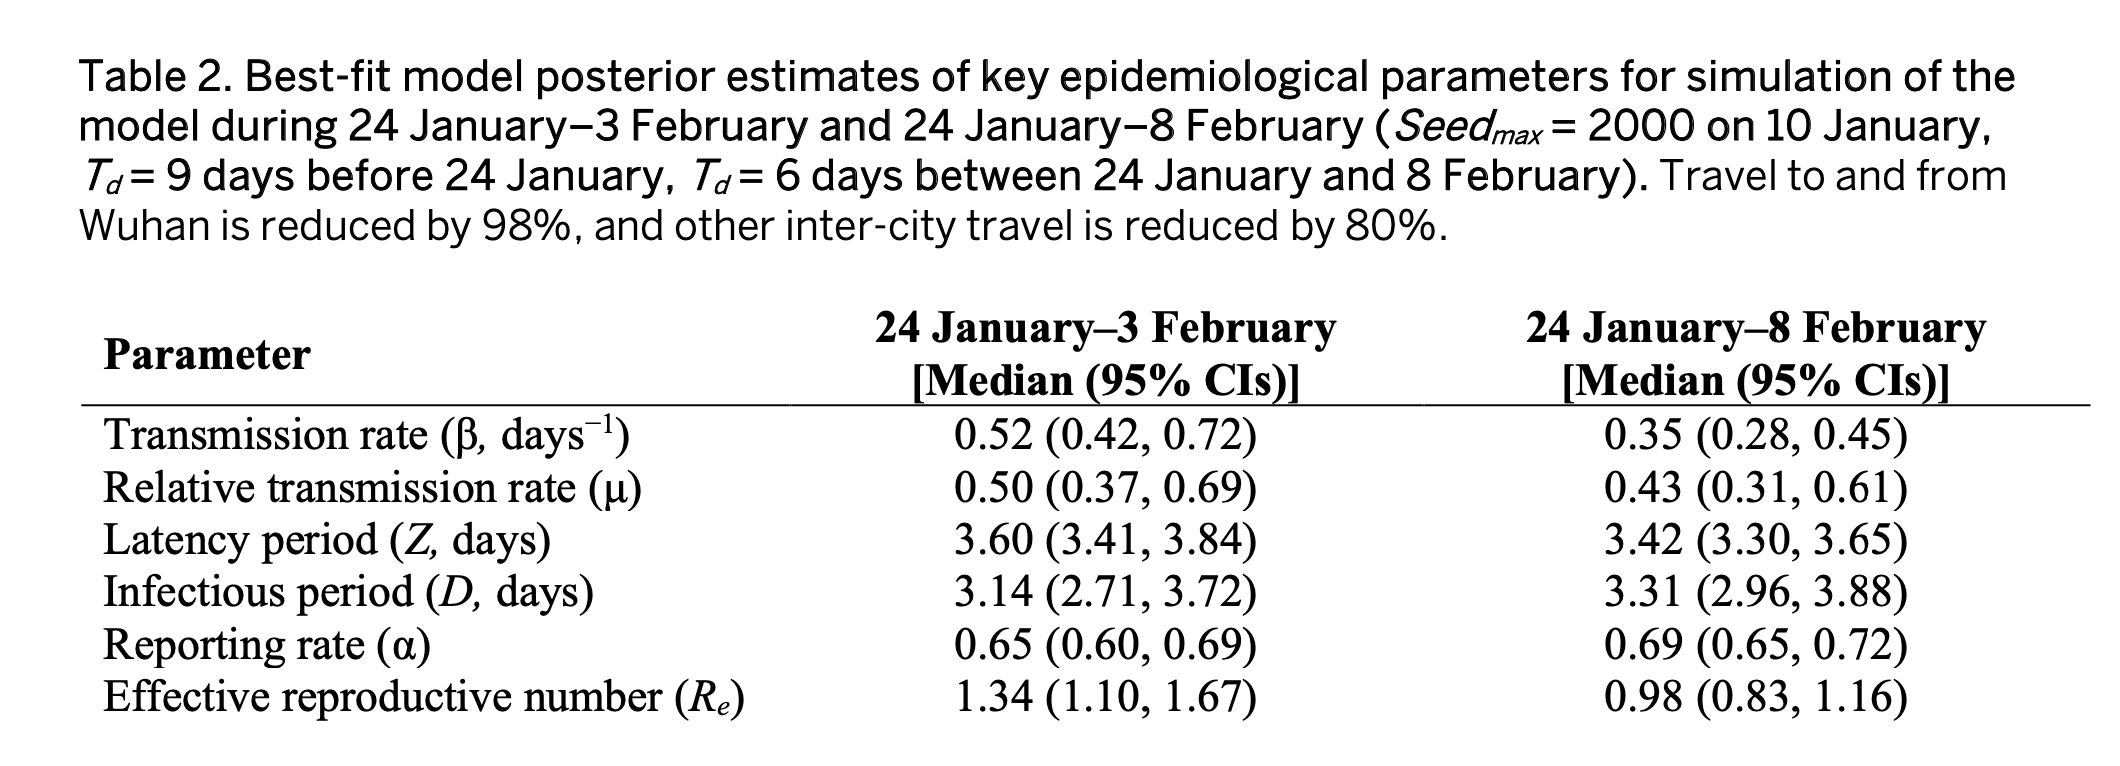 Table 2. Best-fit model posterior estimates of key epidemiological parameters for simulation of the
model during 24 January–3 February and 24 January–8 February (Seedmax = 2000 on 10 January,
Td = 9 days before 24 January, Td = 6 days between 24 January and 8 February). Travel to and from
Wuhan is reduced by 98%, and other inter-city travel is reduced by 80%.
Parameter 24 January–3 February [Median (95% CIs)] 24 January–8 February [Median (95% CIs)]
Transmission rate (β, days⁻¹) 0.52 (0.42, 0.72) 0.35 (0.28, 0.45)
Relative transmission rate (μ) 0.50 (0.37, 0.69) 0.43 (0.31, 0.61)
Latency period (Z, days) 3.60 (3.41, 3.84) 3.42 (3.30, 3.65)
Infectious period (D, days) 3.14 (2.71, 3.72) 3.31 (2.96, 3.88)
Reporting rate (α) 0.65 (0.60, 0.69) 0.69 (0.65, 0.72)
Effective reproductive number (Re) 1.34 (1.10, 1.67) 0.98 (0.83, 1.16)